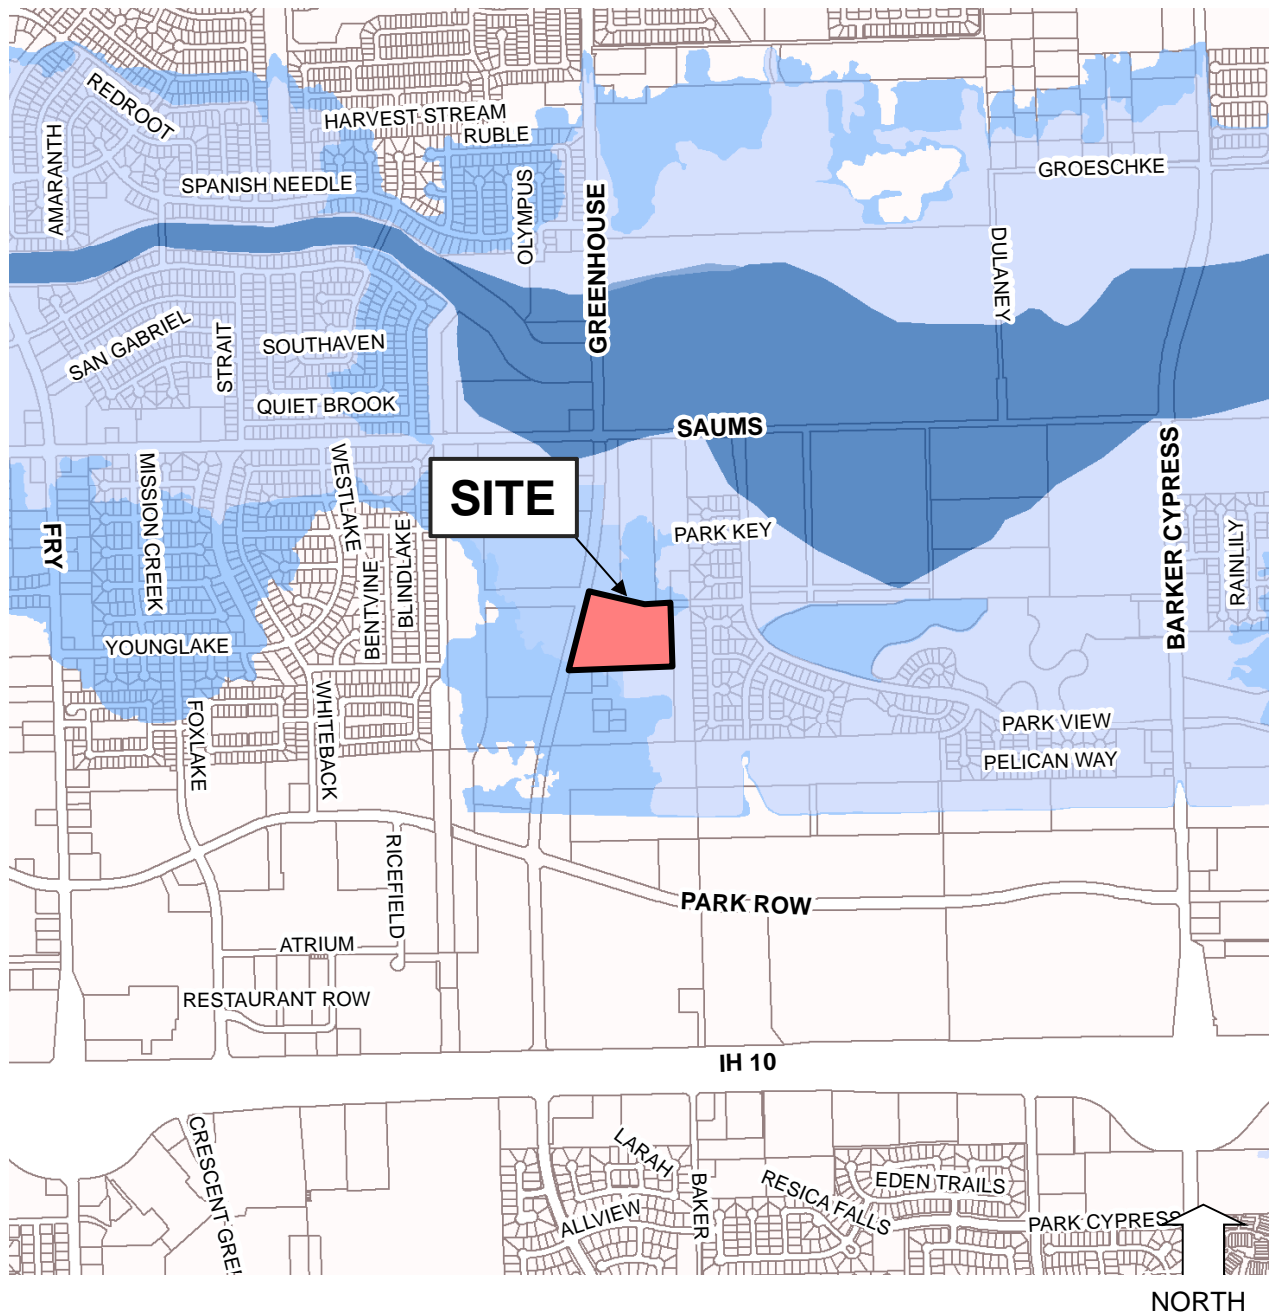 REDROOT
HARVEST STREAM
RUBLE
AMARANTH
SPANISH NEEDLE
OLYMPUS
GREENHOUSE
GROESCHKE
DULANEY
SAN GABRIEL
STRAIT
SOUTHAVEN
QUIET BROOK
SAUMS
WESTLAKE
MISSION CREEK
SITE
BARKER CYPRESS
FRY
BLINDLAKE
BENTVINE
PARK KEY
RAINLILY
YOUNGLAKE
FOXLAKE
WHITEBACK
PARK VIEW
PELICAN WAY
RICEFIELD
PARK ROW
ATRIUM
RESTAURANT ROW
IH 10
CRESCENT GREE
LARAH
BAKER
RESICA FALLS
EDEN TRAILS
ALLVIEW
PARK CYPRESS
NORTH